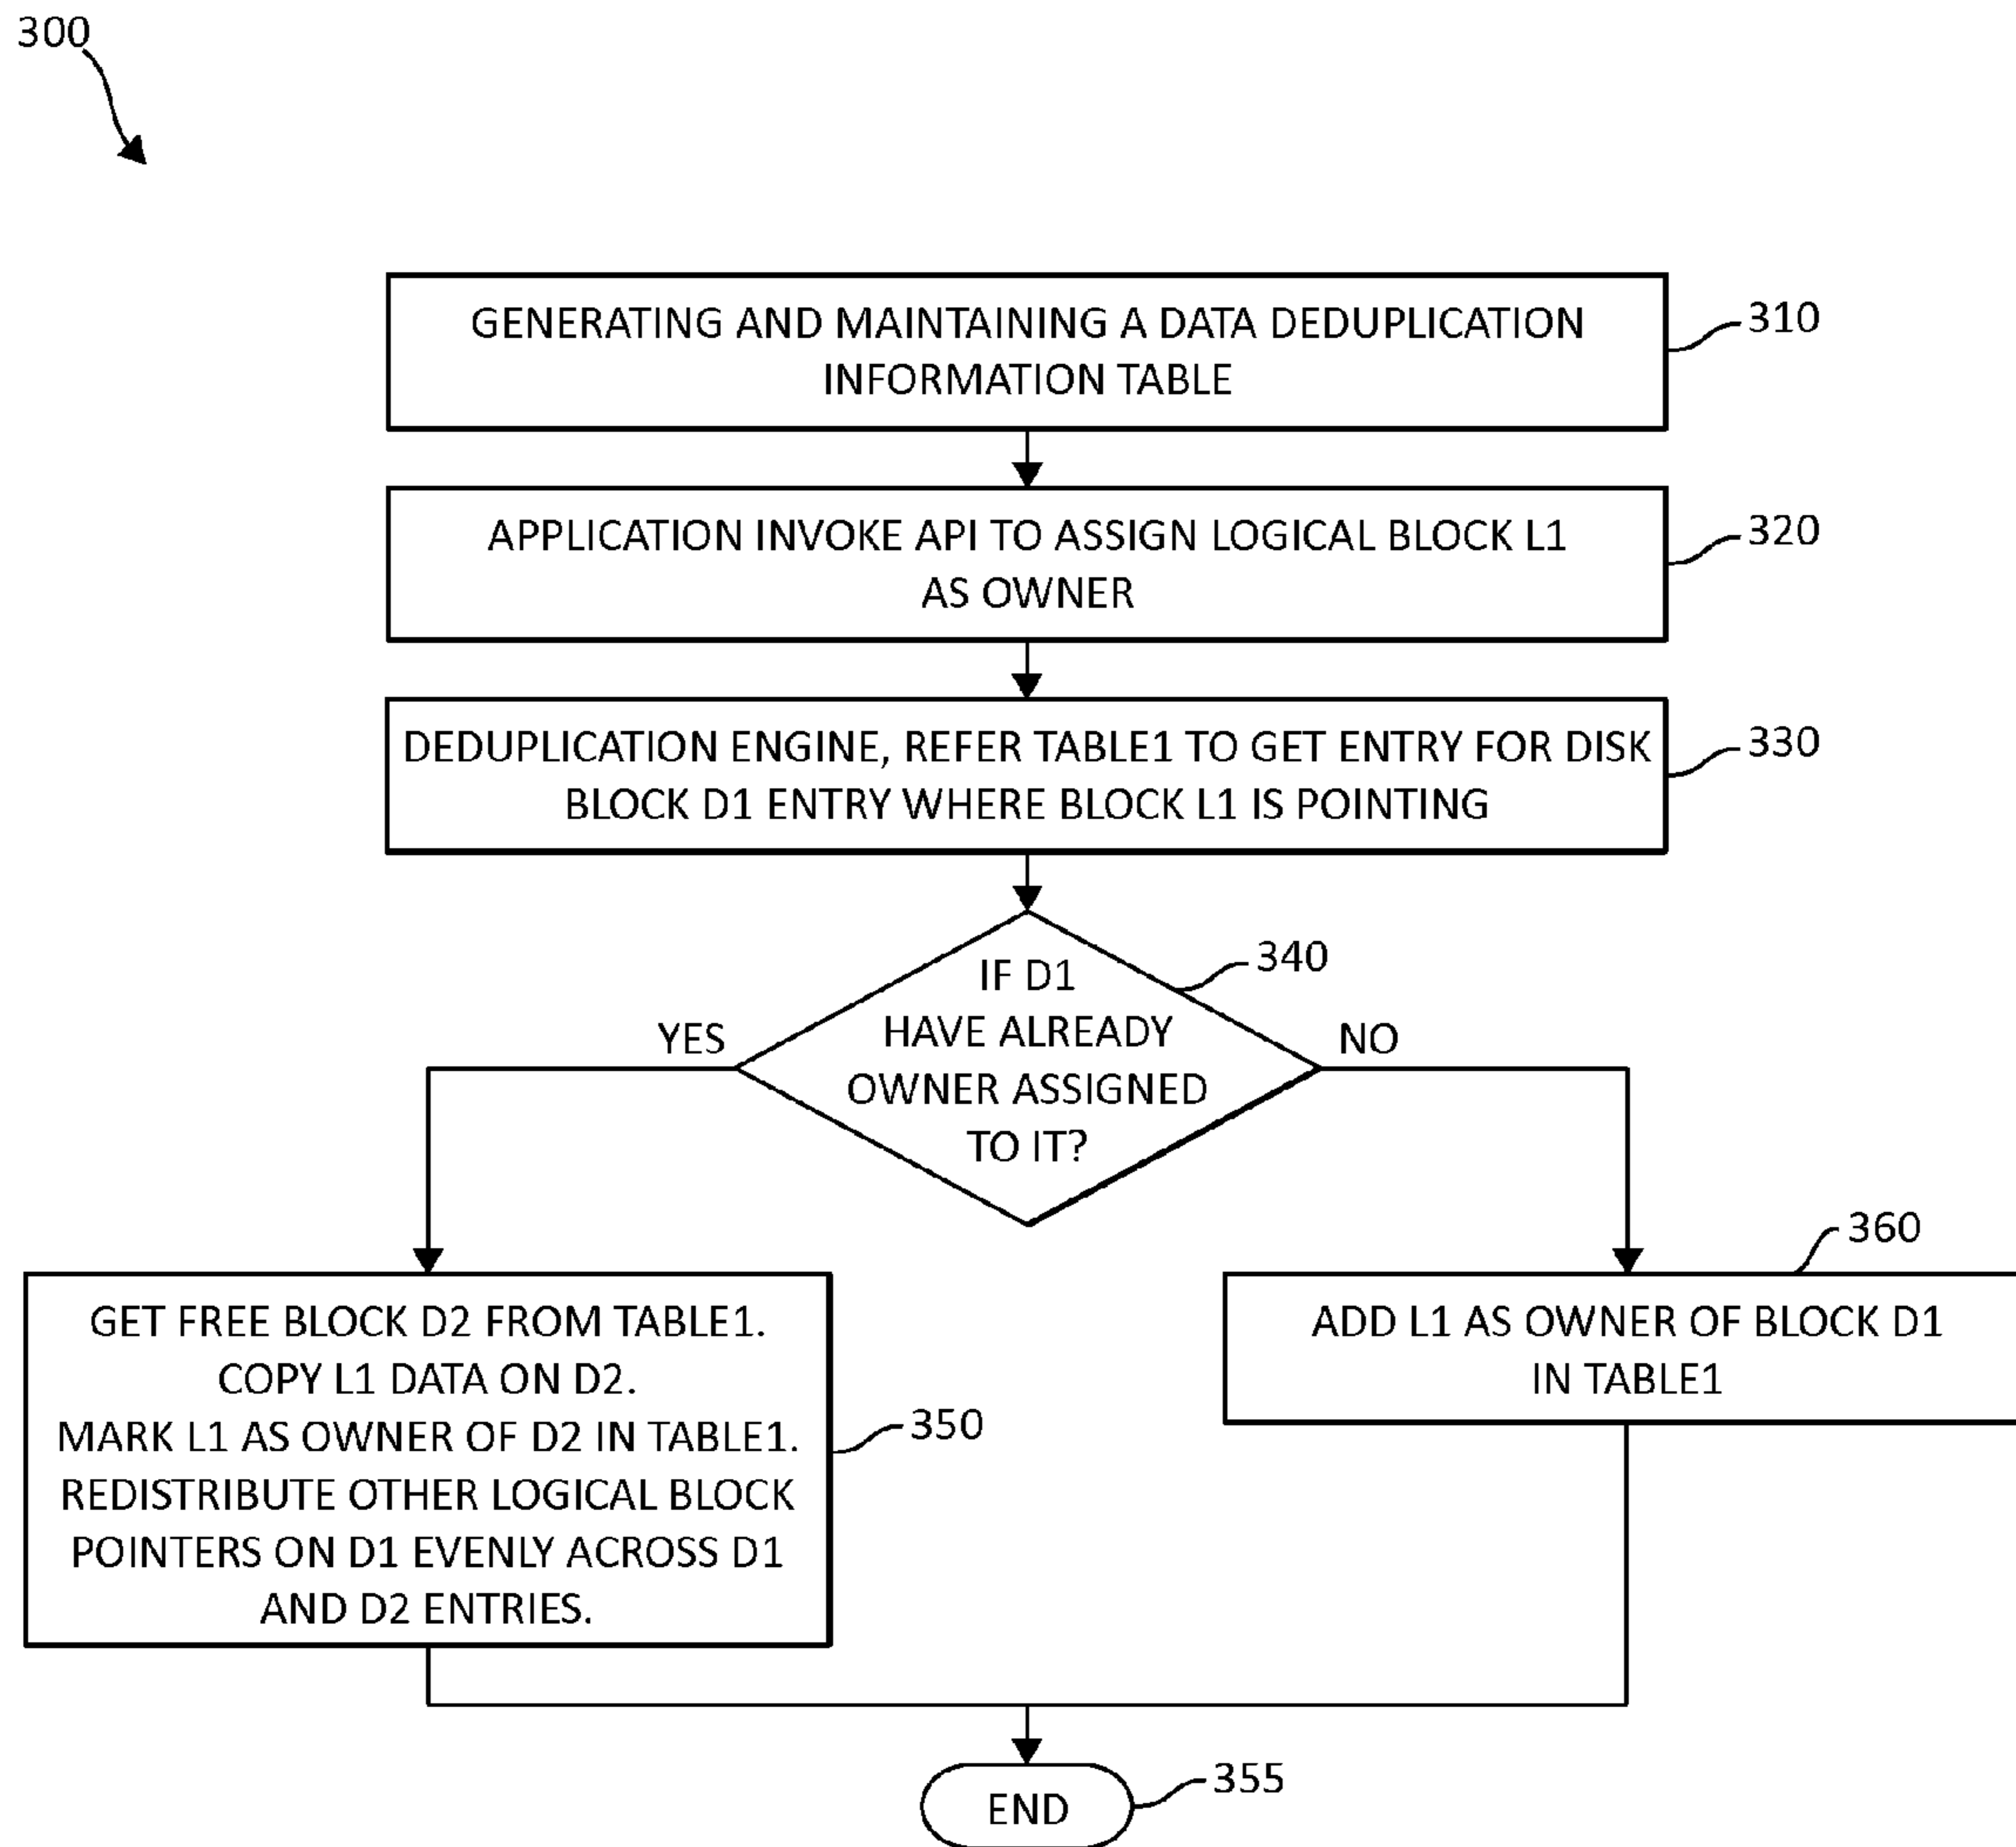 300
GENERATING AND MAINTAINING A DATA DEDUPLICATION
INFORMATION TABLE
310
APPLICATION INVOKE API TO ASSIGN LOGICAL BLOCK L1
AS OWNER
320
DEDUPLICATION ENGINE, REFER TABLE1 TO GET ENTRY FOR DISK
BLOCK D1 ENTRY WHERE BLOCK L1 IS POINTING
330
IF D1
HAVE ALREADY
OWNER ASSIGNED
TO IT?
340
YES
NO
GET FREE BLOCK D2 FROM TABLE1.
COPY L1 DATA ON D2.
MARK L1 AS OWNER OF D2 IN TABLE1.
REDISTRIBUTE OTHER LOGICAL BLOCK
POINTERS ON D1 EVENLY ACROSS D1
AND D2 ENTRIES.
350
360
ADD L1 AS OWNER OF BLOCK D1
IN TABLE1
END
355